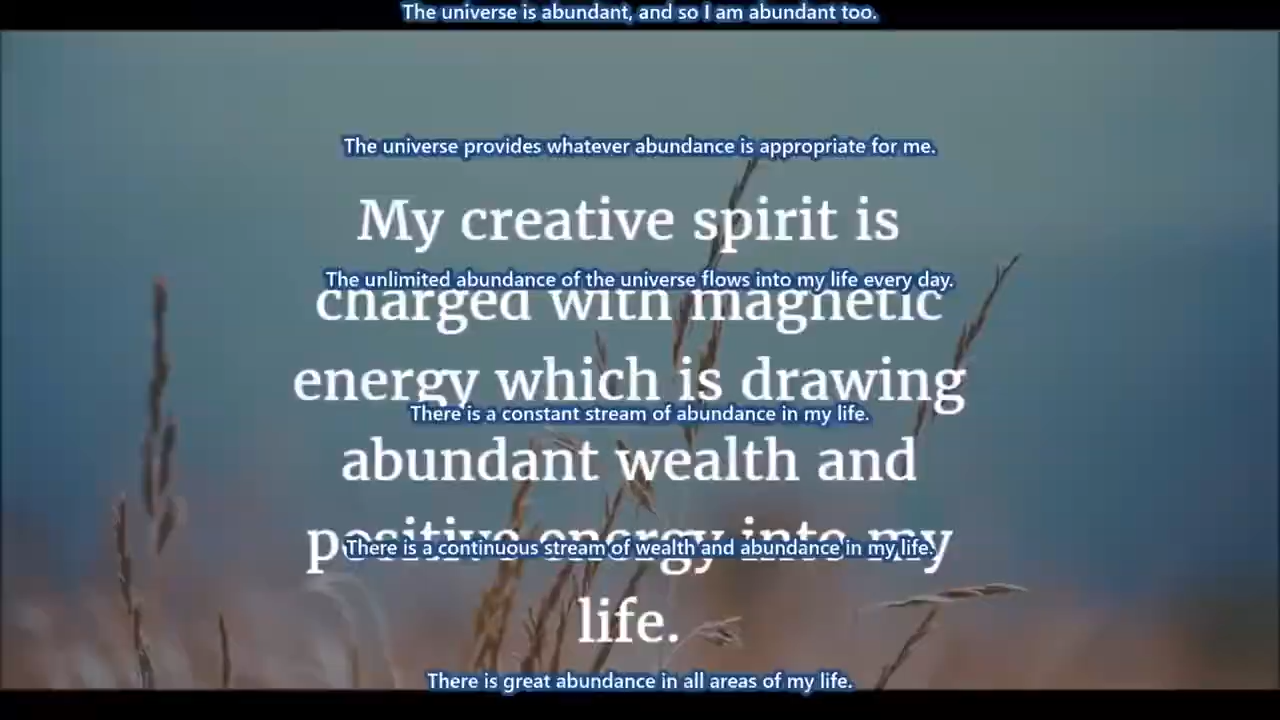 The universe is abundant, and so I am abundant too.
The universe provides whatever abundance is appropriate for me.
My creative spirit is
The unlimited abundance of the universe flows into my life every day.
charged with magnetic
energy which is drawing
There is a constant stream of abundance in my life.
abundant wealth and
positive energy into my
There is a continuous stream of wealth and abundance in my life.
life.
There is great abundance in all areas of my life.